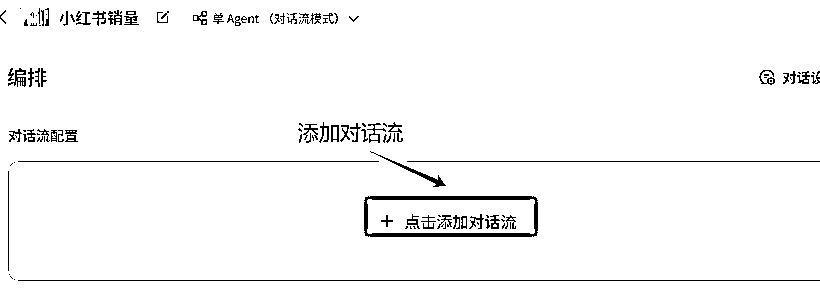 小红书销量 单 Agent （对话流模式）
编排
对话设
对话流配置
添加对话流
+ 点击添加对话流